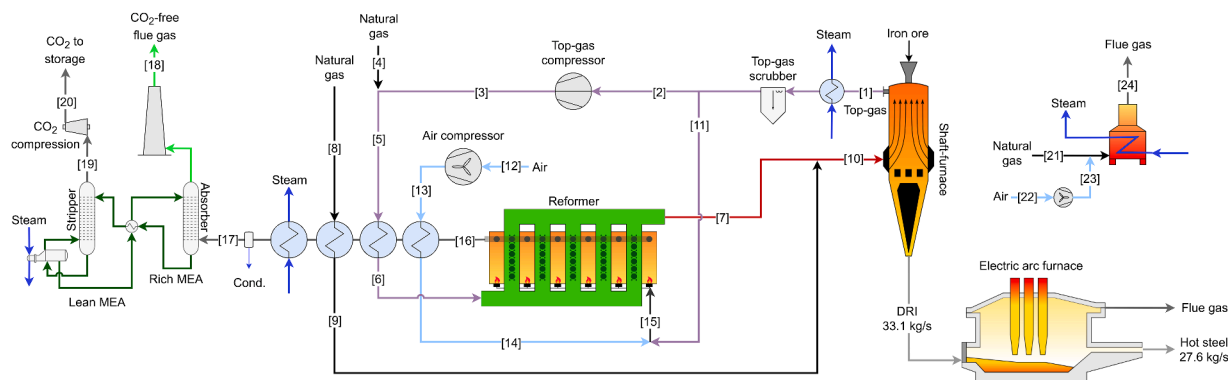 CO₂ to
storage
[20]
CO₂
compression
[19]
Stripper
Steam
Lean MEA
CO₂-free
flue gas
[18]
Absorber
Rich MEA
[17]
Cond.
Steam
Natural
gas
[8]
[9]
Natural
gas
[4]
[3]
[5]
[6]
Top-gas
compressor
[2]
Air compressor
[12]
Air
[13]
[16]
[14]
Reformer
[7]
[15]
Top-gas
scrubber
[11]
Steam
[1]
Top-gas
Iron ore
[10]
Shaft-furnace
DRI
33.1 kg/s
Flue gas
[24]
Steam
Natural
gas
[21]
[23]
Air
[22]
Electric arc furnace
Flue gas
Hot steel
27.6 kg/s